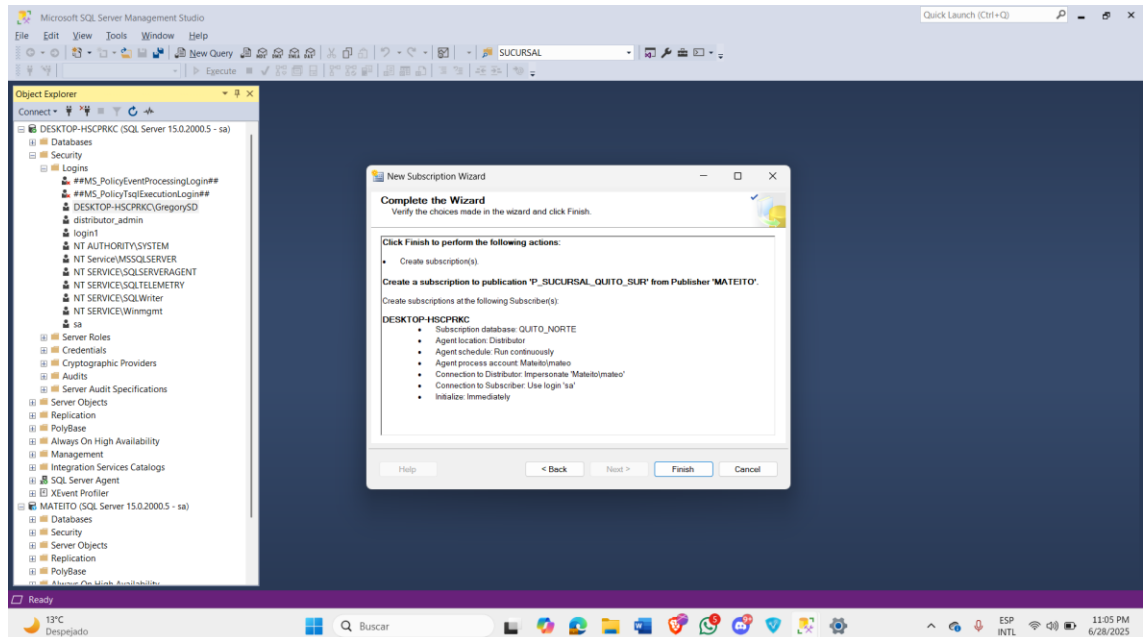 Microsoft SQL Server Management Studio
Quick Launch (Ctrl+Q)
File Edit View Tools Window Help
New Query
SUCURSAL
Execute
Object Explorer
Connect
DESKTOP-HSCPRKC (SQL Server 15.0.2000.5 - sa)
Databases
Security
Logins
##MS_PolicyEventProcessingLogin##
##MS_PolicyTsqlExecutionLogin##
DESKTOP-HSCPRKC\GregorySD
distributor_admin
login1
NT AUTHORITY\SYSTEM
NT Service\MSSQLSERVER
NT SERVICE\SQLSERVERAGENT
NT SERVICE\SQLTELEMETRY
NT SERVICE\SQLWriter
NT SERVICE\Winmgmt
sa
Server Roles
Credentials
Cryptographic Providers
Audits
Server Audit Specifications
Server Objects
Replication
PolyBase
Always On High Availability
Management
Integration Services Catalogs
SQL Server Agent
XEvent Profiler
MATEITO (SQL Server 15.0.2000.5 - sa)
Databases
Security
Server Objects
Replication
PolyBase
Always On High Availability
New Subscription Wizard
Complete the Wizard
Verify the choices made in the wizard and click Finish.
Click Finish to perform the following actions:
• Create subscription(s).
Create a subscription to publication 'P_SUCURSAL_QUITO_SUR' from Publisher 'MATEITO'.
Create subscriptions at the following Subscriber(s):
DESKTOP-HSCPRKC
• Subscription database: QUITO_NORTE
• Agent location: Distributor
• Agent schedule: Run continuously
• Agent process account: Mateito\mateo
• Connection to Distributor: Impersonate 'Mateito\mateo'
• Connection to Subscriber: Use login 'sa'
• Initialize: Immediately
Help < Back Next > Finish Cancel
Ready
13°C
Despejado
Buscar
ESP
INTL
11:05 PM
6/28/2025